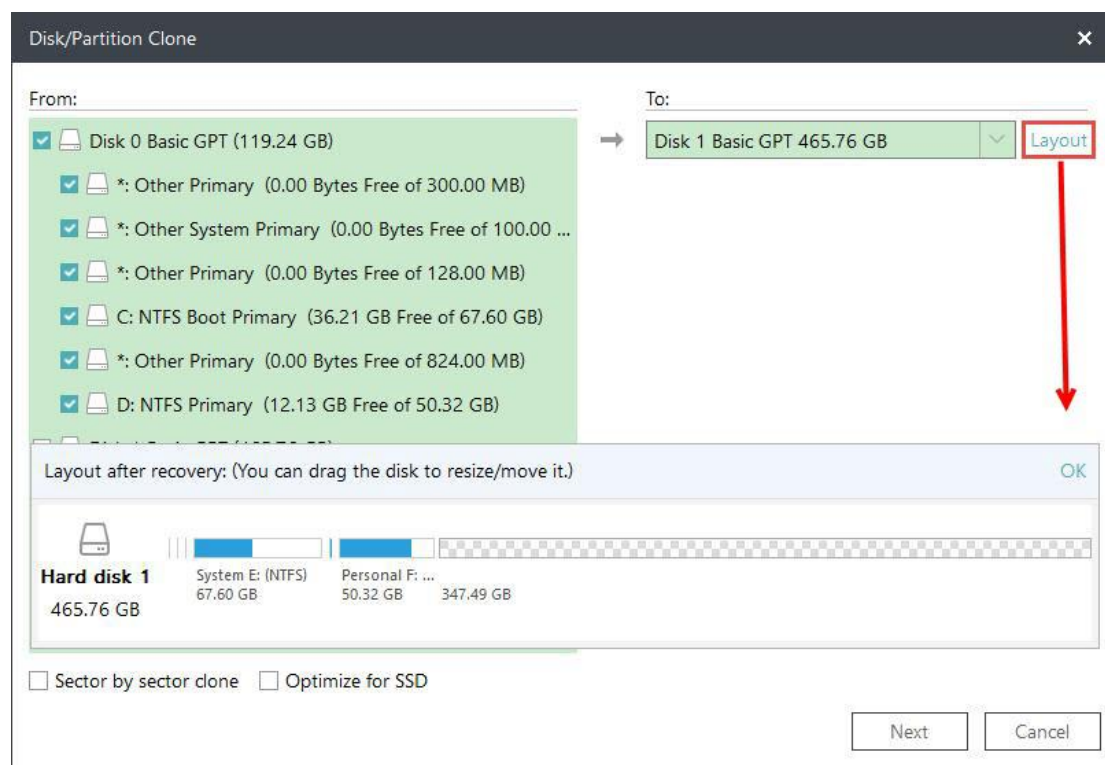 Disk/Partition Clone
From:
To:
Disk 0 Basic GPT (119.24 GB)
Disk 1 Basic GPT 465.76 GB
Layout
*: Other Primary (0.00 Bytes Free of 300.00 MB)
*: Other System Primary (0.00 Bytes Free of 100.00 ...
*: Other Primary (0.00 Bytes Free of 128.00 MB)
C: NTFS Boot Primary (36.21 GB Free of 67.60 GB)
*: Other Primary (0.00 Bytes Free of 824.00 MB)
D: NTFS Primary (12.13 GB Free of 50.32 GB)
Layout after recovery: (You can drag the disk to resize/move it.)
OK
Hard disk 1
465.76 GB
System E: (NTFS)
67.60 GB
Personal F: ...
50.32 GB
347.49 GB
Sector by sector clone
Optimize for SSD
Next
Cancel